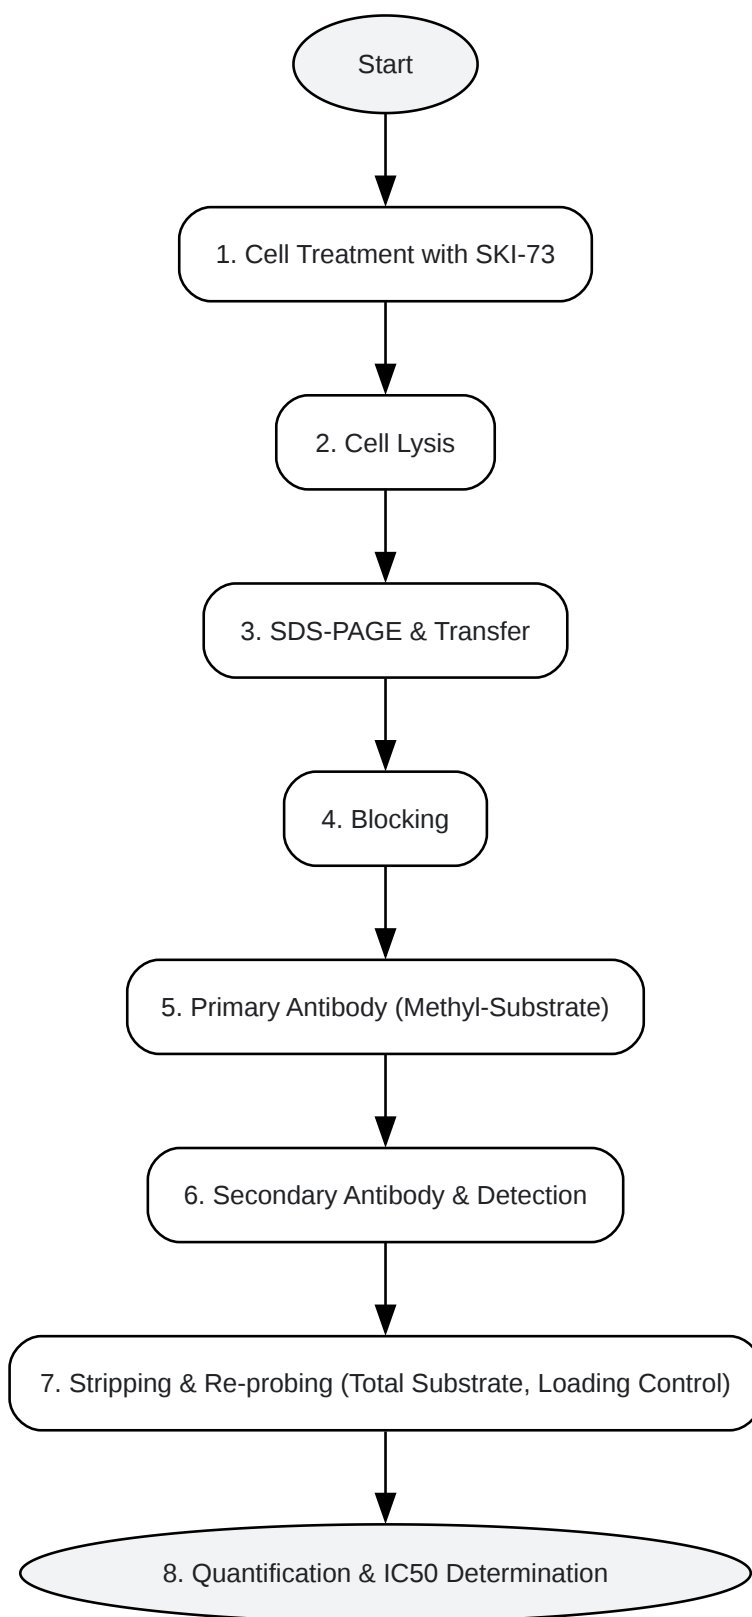 Start
1. Cell Treatment with SKI-73
2. Cell Lysis
3. SDS-PAGE & Transfer
4. Blocking
5. Primary Antibody (Methyl-Substrate)
6. Secondary Antibody & Detection
7. Stripping & Re-probing (Total Substrate, Loading Control)
8. Quantification & IC50 Determination